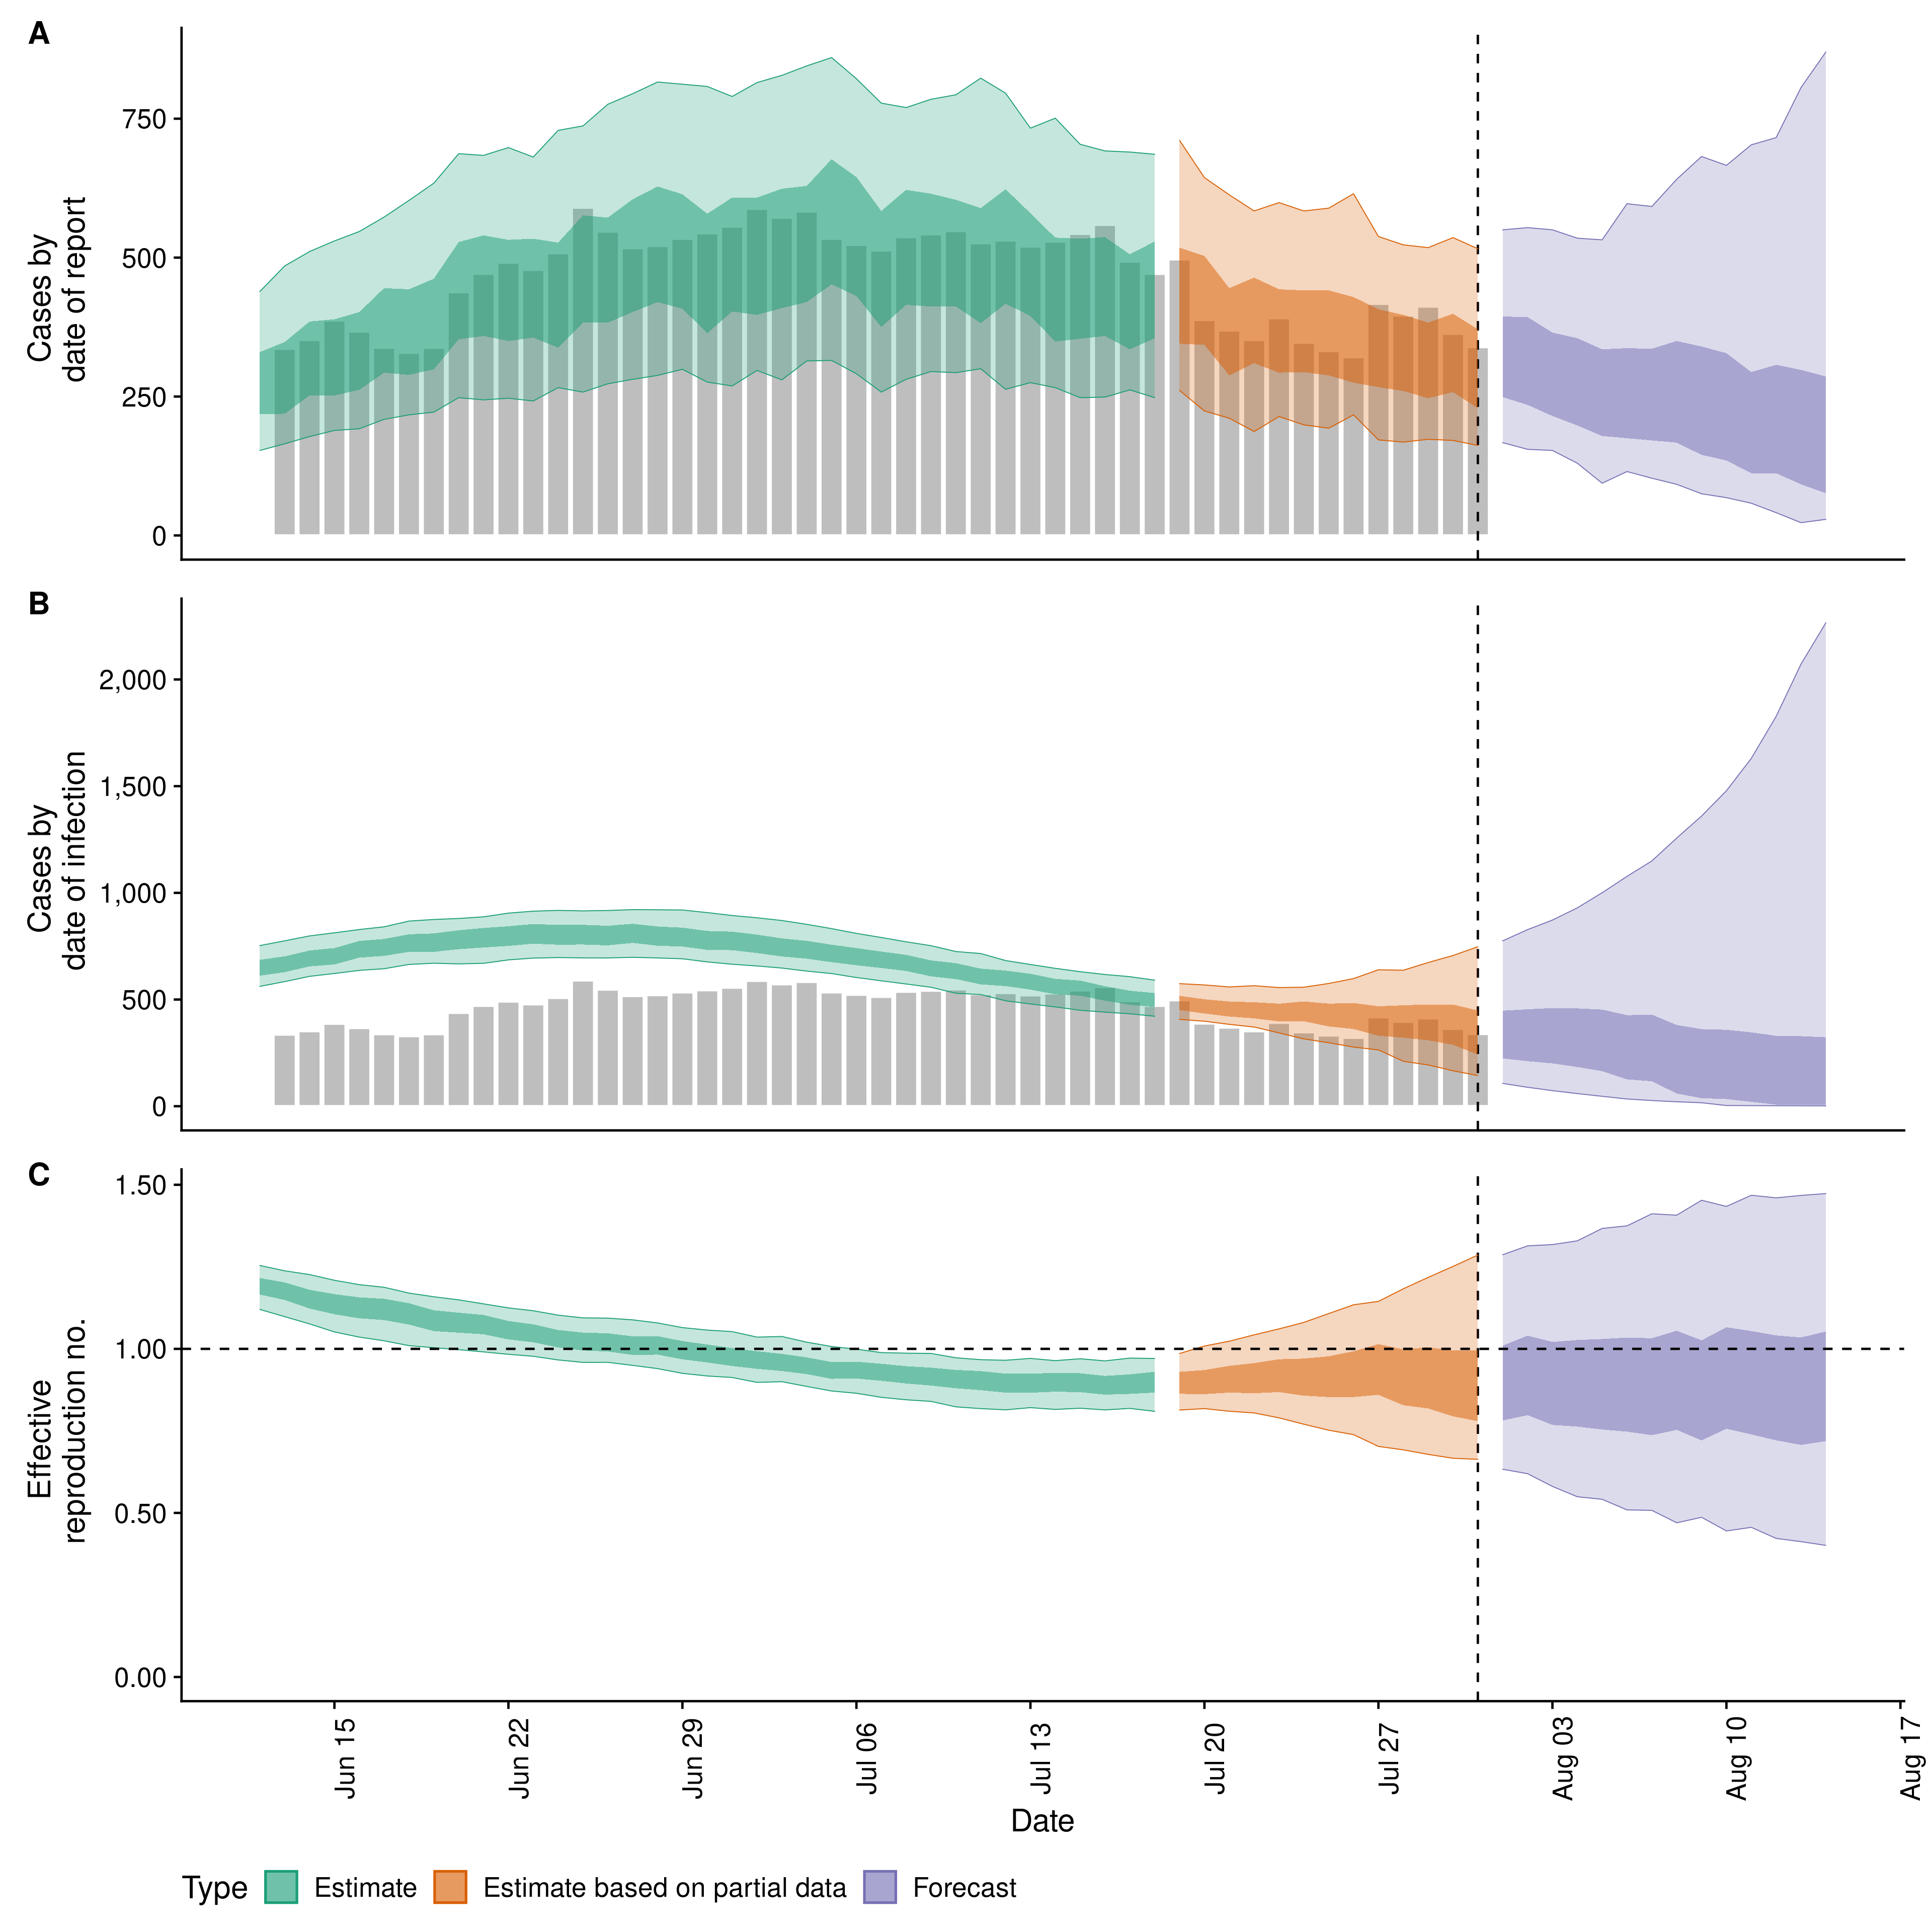 A
Cases by
date of report
750
500
250
0
B
Cases by
date of infection
2,000
1,500
1,000
500
0
C
Effective
reproduction no.
1.50
1.00
0.50
0.00
Jun 15
Jun 22
Jun 29
Jul 06
Jul 13
Jul 20
Jul 27
Aug 03
Aug 10
Aug 17
Date
Type Estimate Estimate based on partial data Forecast